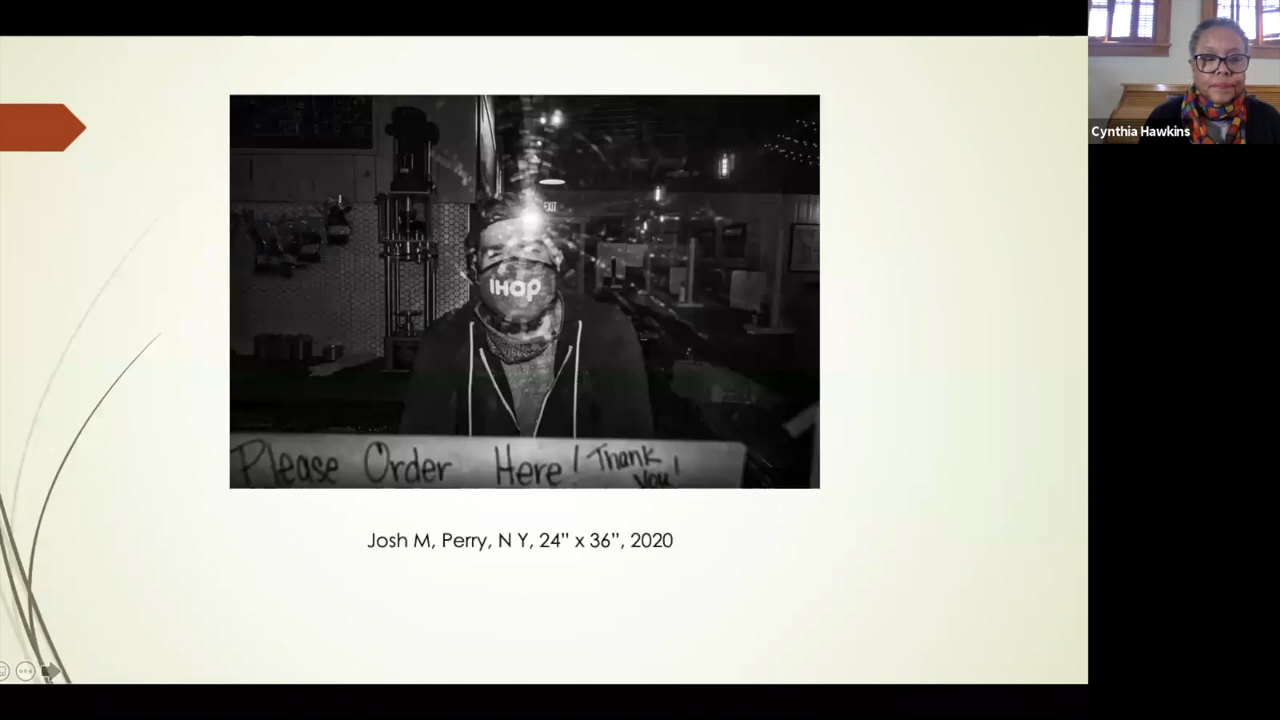 Cynthia Hawkins
EXIT
IHOP
Please Order Here! Thank
you!
Josh M, Perry, N Y, 24” x 36”, 2020